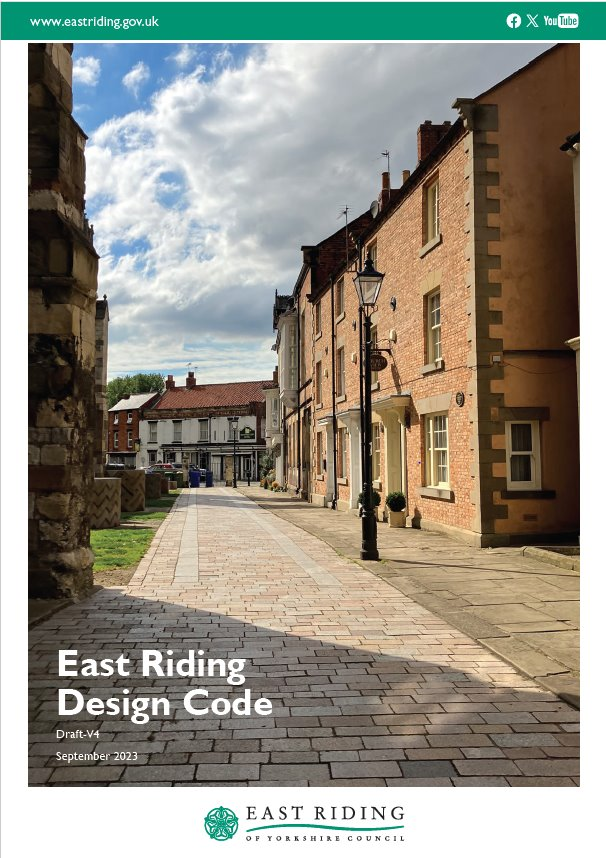 www.eastriding.gov.uk
X YouTube
East Riding
Design Code
Draft-V4
September 2023
EAST RIDING
OF YORKSHIRE COUNCIL